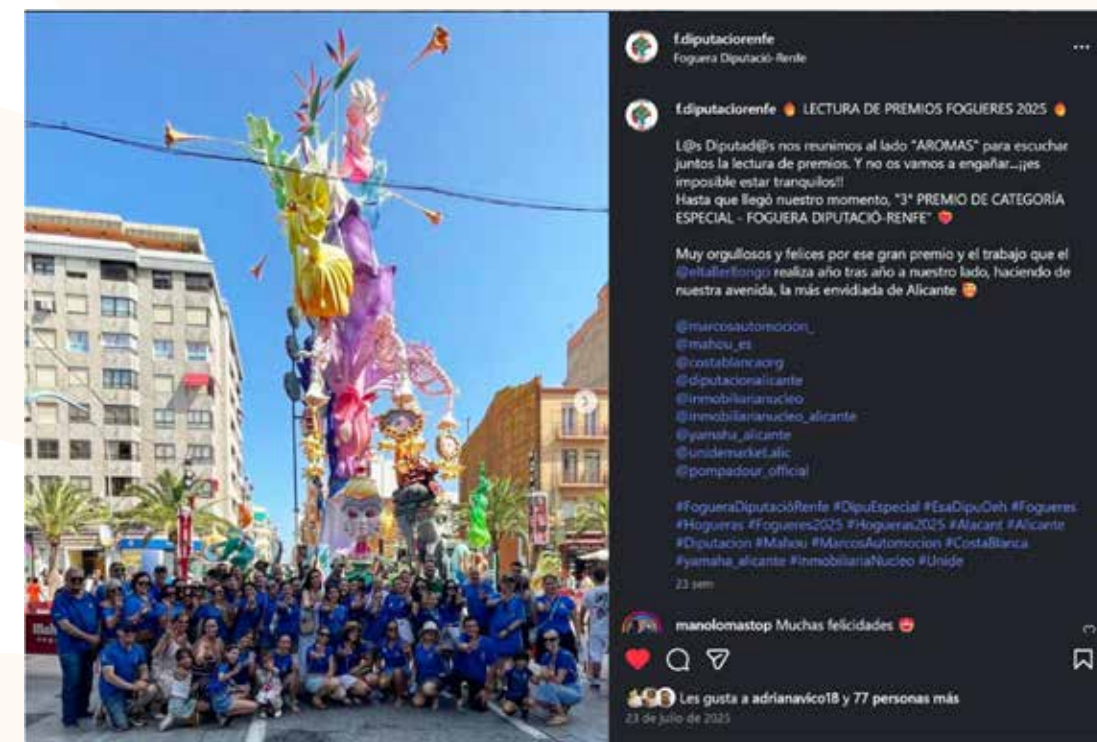 f.diputaciorenfe
Foguera Diputació-Renfe
f.diputaciorenfe 🔥 LECTURA DE PREMIOS FOGUERES 2025 🔥
L@s Diputad@s nos reunimos al lado "AROMAS" para escuchar
juntos la lectura de premios. Y no os vamos a engañar...¡¡es
imposible estar tranquilos!!
Hasta que llegó nuestro momento, "3º PREMIO DE CATEGORÍA
ESPECIAL - FOGUERA DIPUTACIÓ-RENFE"
Muy orgullosos y felices por ese gran premio y el trabajo que el
@eltallerllongo realiza año tras año a nuestro lado, haciendo de
nuestra avenida, la más envidiada de Alicante
@marcosautomocion_
@mahou_es
@costablancaorg
@diputacionalicante
@inmobiliarianucleo
@inmobiliarianucleo_alicante
@yamaha_alicante
@unidemarket.alic
@pompadour_official
#FogueraDiputacióRenfe #DipuEspecial #EsaDipuOeh #Fogueres
#Hogueras #Fogueres2025 #Hogueras2025 #Alacant #Alicante
#Diputacion #Mahou #MarcosAutomocion #CostaBlanca
#yamaha_alicante #InmobiliariaNucleo #Unide
23 sem
manolomastop Muchas felicidades
Les gusta a adrianavico18 y 77 personas más
23 de julio de 2025